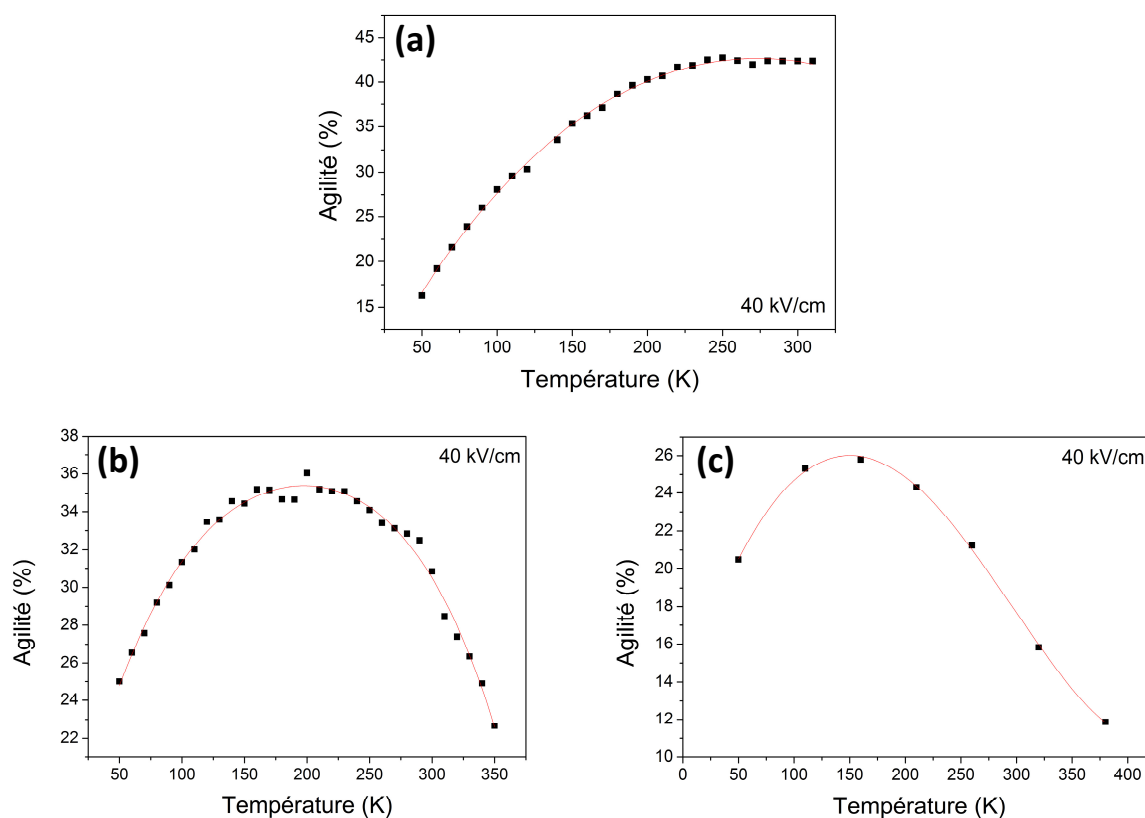 (a)
45
40
35
30
25
20
15
Agilité (%)
40 kV/cm
50 100 150 200 250 300
Température (K)
(b)
40 kV/cm
38
36
34
32
30
28
26
24
22
Agilité (%)
50 100 150 200 250 300 350
Température (K)
(c)
40 kV/cm
26
24
22
20
18
16
14
12
10
Agilité (%)
0 50 100 150 200 250 300 350 400
Température (K)